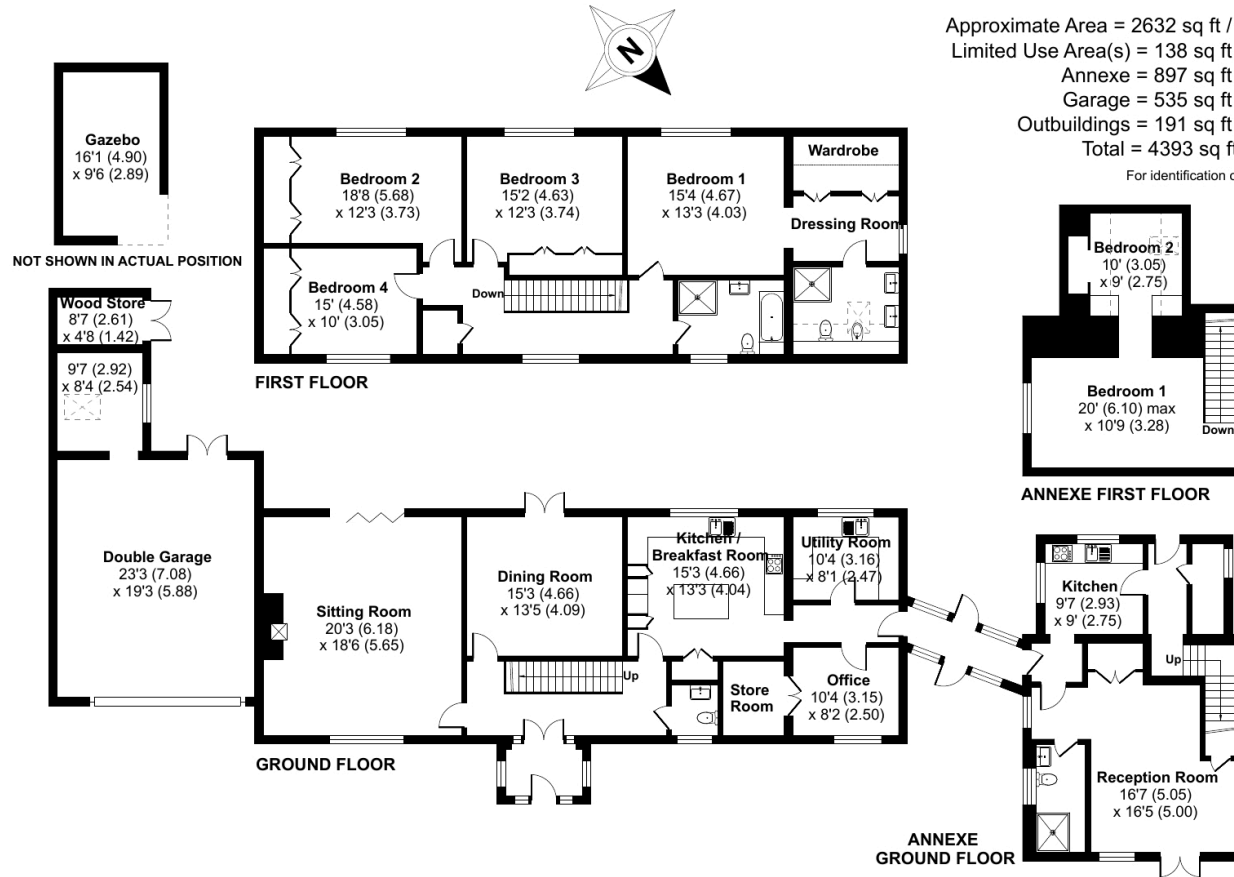 Approximate Area = 2632 sq ft /
Limited Use Area(s) = 138 sq ft
Annexe = 897 sq ft
Garage = 535 sq ft
Outbuildings = 191 sq ft
Total = 4393 sq ft
For identification o
N
Gazebo
16'1 (4.90)
x 9'6 (2.89)
NOT SHOWN IN ACTUAL POSITION
Bedroom 2
18'8 (5.68)
x 12'3 (3.73)
Bedroom 3
15'2 (4.63)
x 12'3 (3.74)
Bedroom 1
15'4 (4.67)
x 13'3 (4.03)
Wardrobe
Dressing Room
Bedroom 4
15' (4.58)
x 10' (3.05)
Down
FIRST FLOOR
Bedroom 2
10' (3.05)
x 9' (2.75)
Bedroom 1
20' (6.10) max
x 10'9 (3.28)
Down
ANNEXE FIRST FLOOR
Wood Store
8'7 (2.61)
x 4'8 (1.42)
9'7 (2.92)
x 8'4 (2.54)
Double Garage
23'3 (7.08)
x 19'3 (5.88)
Sitting Room
20'3 (6.18)
x 18'6 (5.65)
Dining Room
15'3 (4.66)
x 13'5 (4.09)
Kitchen /
Breakfast Room
15'3 (4.66)
x 13'3 (4.04)
Utility Room
10'4 (3.16)
x 8'1 (2.47)
Up
Store
Room
Office
10'4 (3.15)
x 8'2 (2.50)
GROUND FLOOR
Kitchen
9'7 (2.93)
x 9' (2.75)
Up
Reception Room
16'7 (5.05)
x 16'5 (5.00)
ANNEXE
GROUND FLOOR